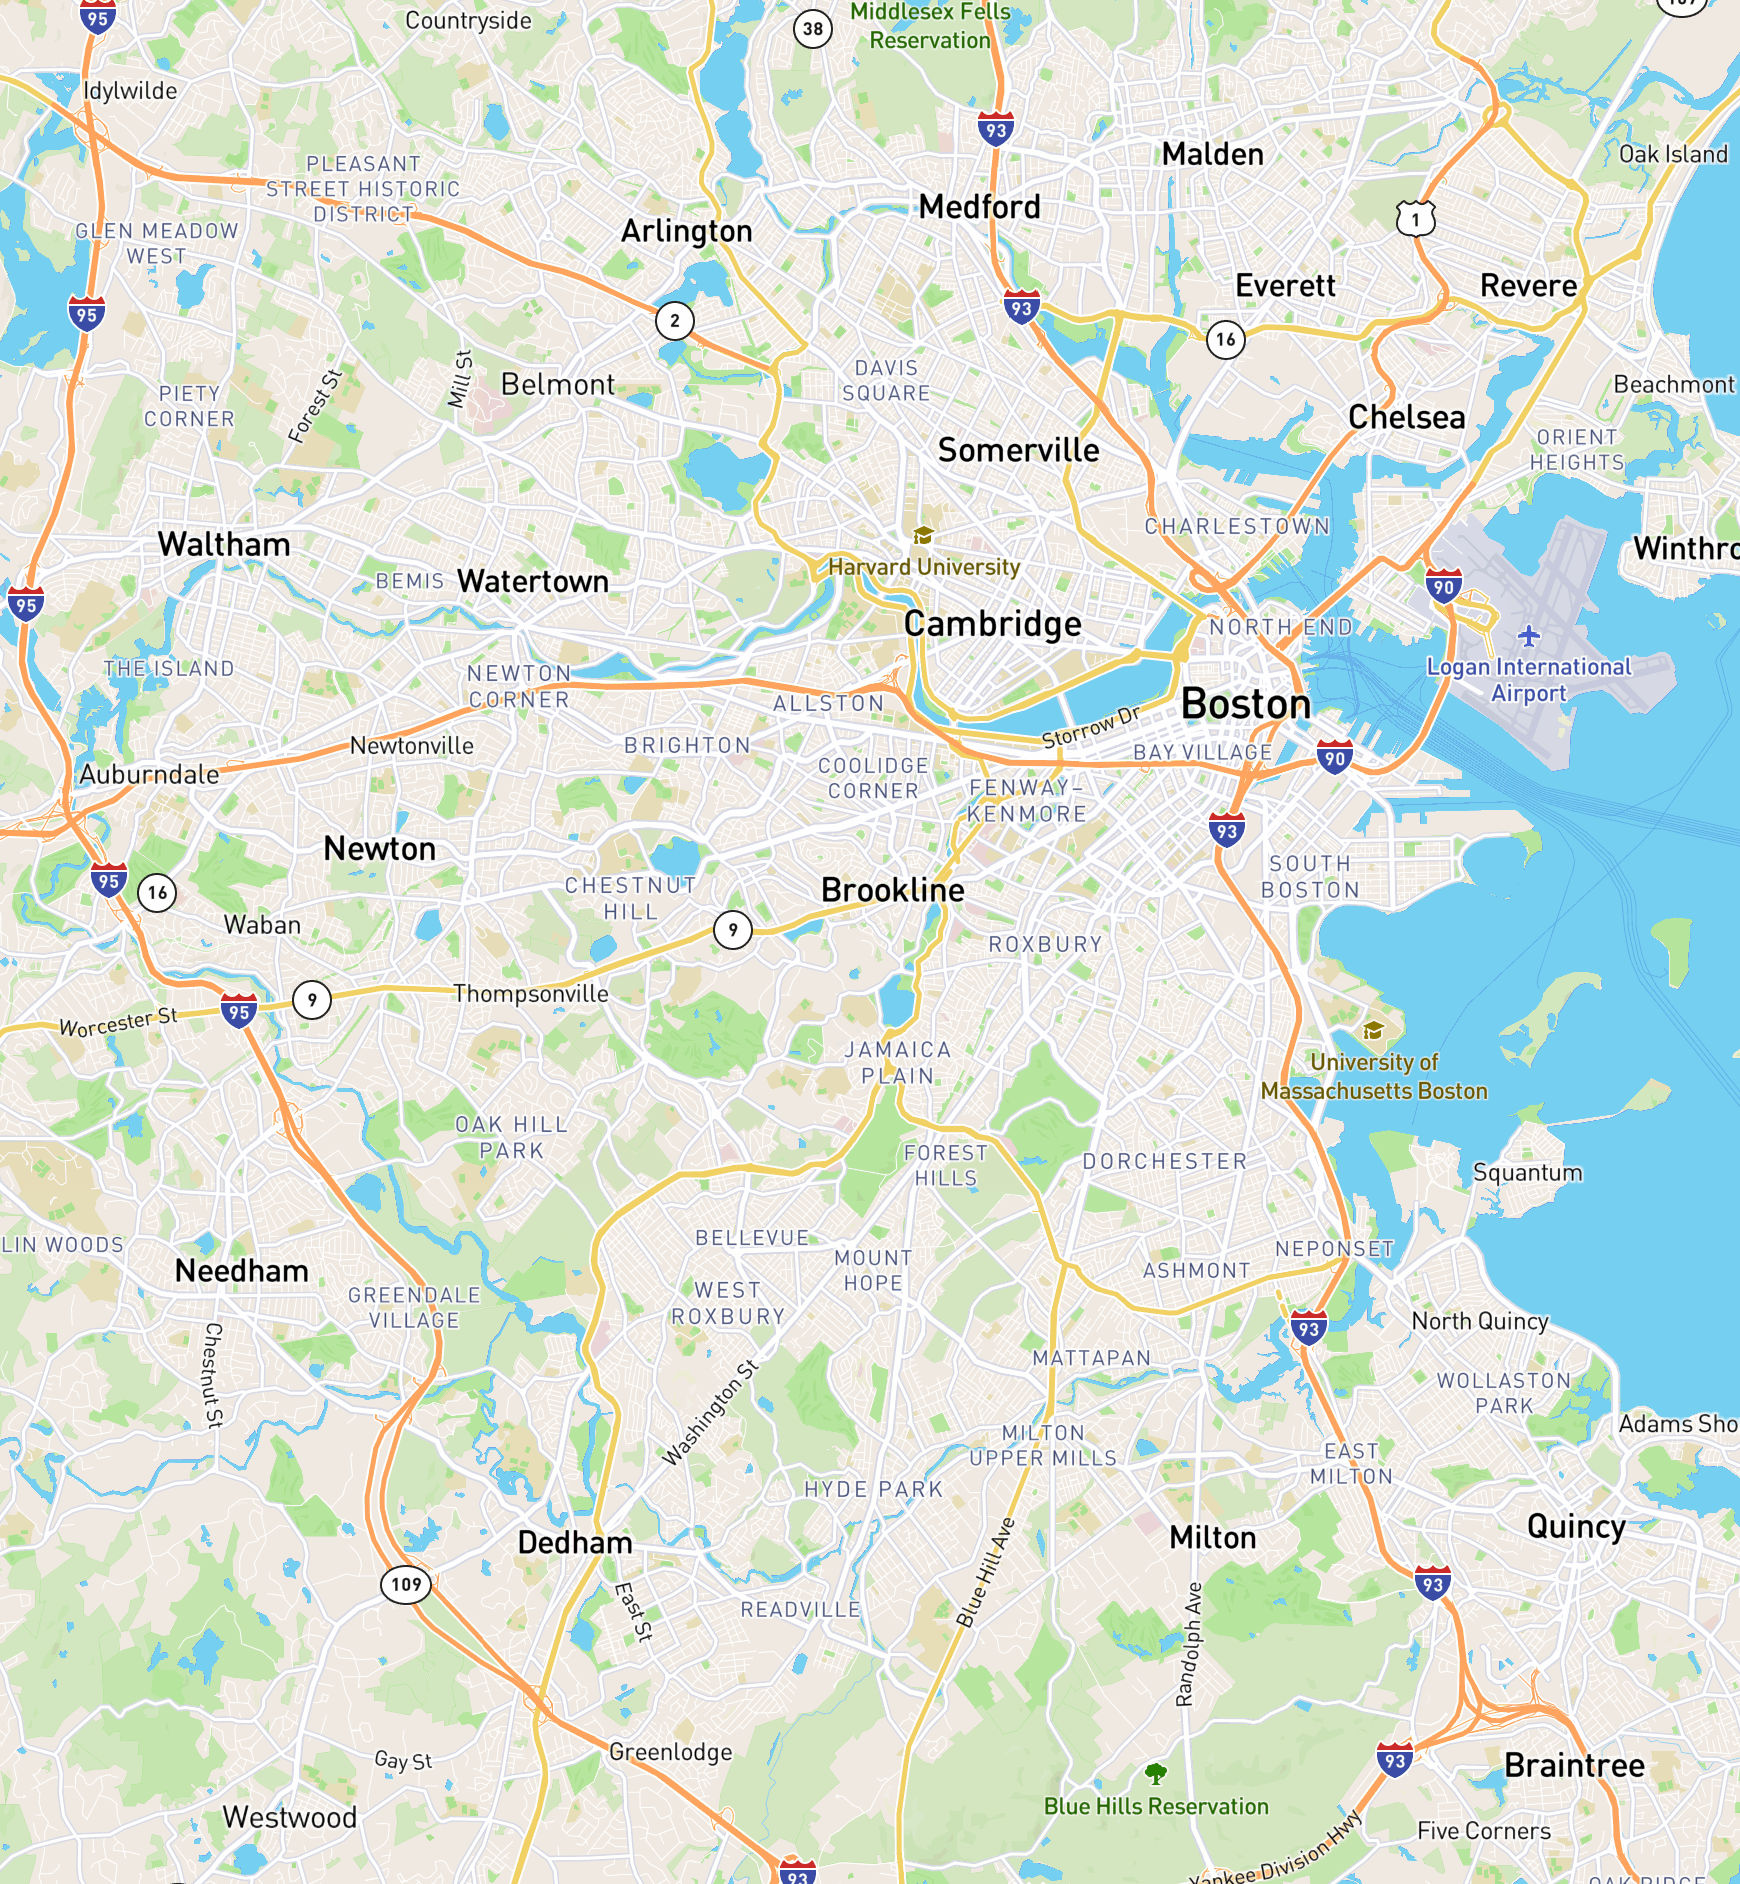 95
Countryside
38
Middlesex Fells
Reservation
Idylwilde
93
Malden
Oak Island
PLEASANT
STREET HISTORIC
DISTRICT
Medford
1
GLEN MEADOW
WEST
Arlington
Everett
Revere
95
93
2
16
Mill St
Forest St
Belmont
DAVIS
SQUARE
Beachmont
PIETY
CORNER
Chelsea
Somerville
ORIENT
HEIGHTS
CHARLESTOWN
Waltham
Winthro
Harvard University
BEMIS
Watertown
90
95
Cambridge
NORTH END
THE ISLAND
NEWTON
CORNER
Logan International
Airport
ALLSTON
Boston
Storrow Dr
Newtonville
BRIGHTON
BAY VILLAGE
90
Auburndale
COOLIDGE
CORNER
FENWAY-
KENMORE
93
Newton
SOUTH
BOSTON
95
16
CHESTNUT
HILL
Brookline
Waban
9
ROXBURY
Thompsonville
9
95
Worcester St
JAMAICA
PLAIN
University of
Massachusetts Boston
OAK HILL
PARK
FOREST
HILLS
DORCHESTER
Squantum
LIN WOODS
BELLEVUE
NEPONSET
Needham
MOUNT
HOPE
ASHMONT
GREENDALE
VILLAGE
WEST
ROXBURY
93
North Quincy
Chestnut St
MATTAPAN
WOLLASTON
PARK
Washington St
Adams Sho
MILTON
UPPER MILLS
EAST
MILTON
HYDE PARK
Quincy
Dedham
Milton
Blue Hill Ave
109
93
East St
READVILLE
Randolph Ave
Greenlodge
Gay St
93
Braintree
Blue Hills Reservation
Westwood
Five Corners
Yankee Division Hwy
93